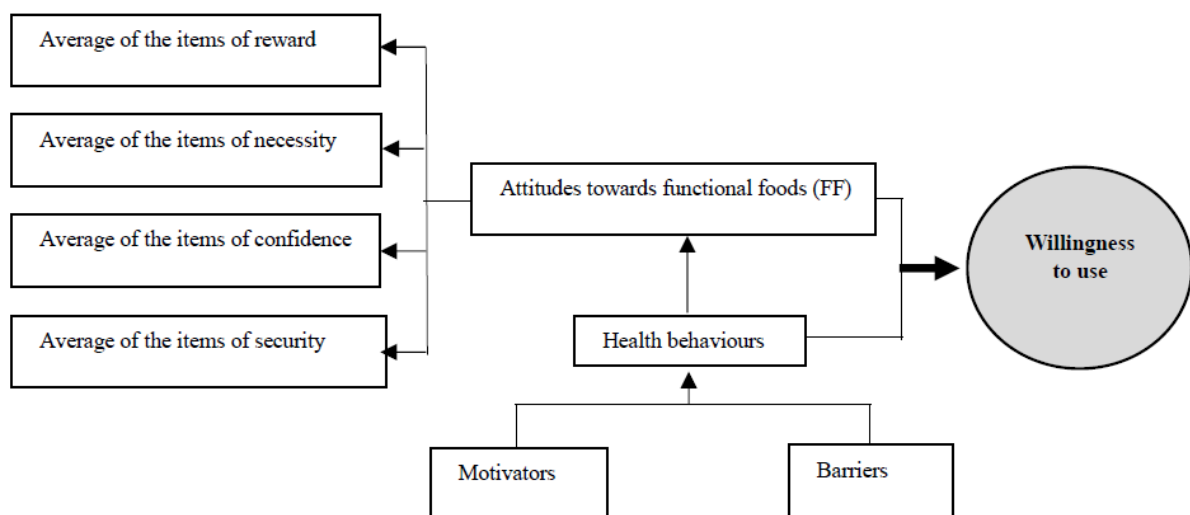 Average of the items of reward
Average of the items of necessity
Average of the items of confidence
Average of the items of security
Attitudes towards functional foods (FF)
Health behaviours
Motivators
Barriers
Willingness
to use